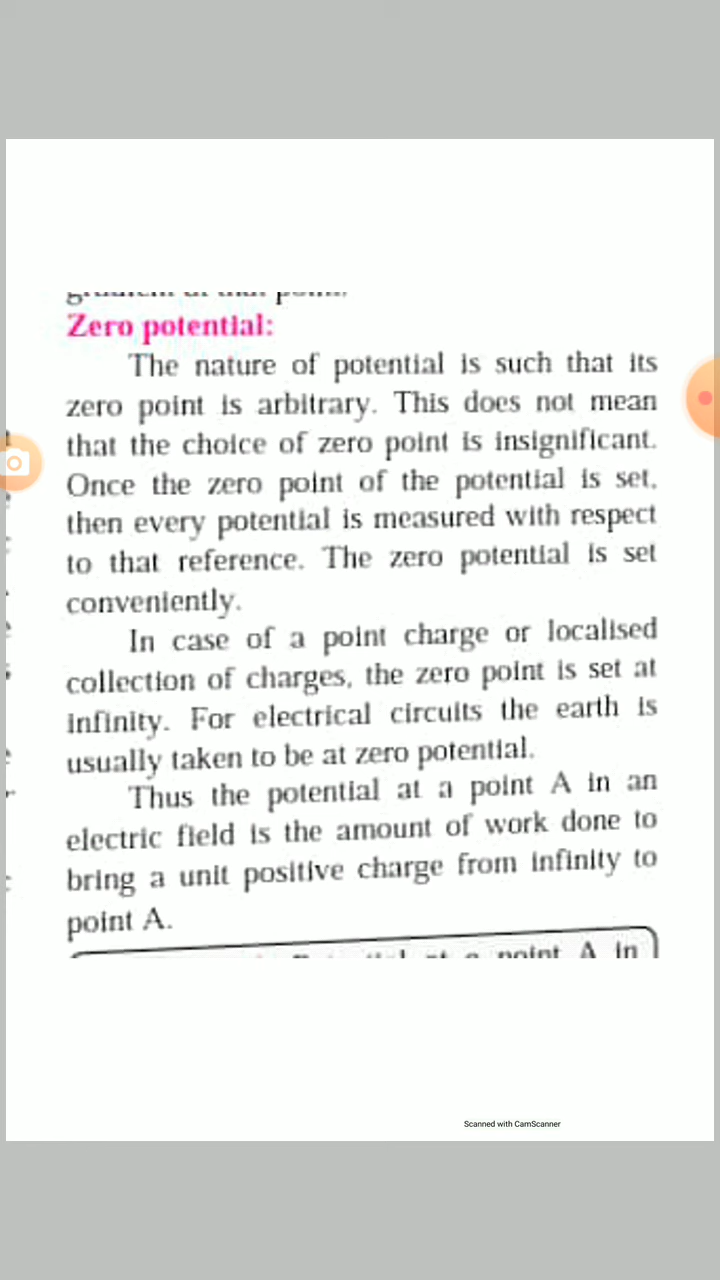 Zero potential:
The nature of potential is such that its
zero point is arbitrary. This does not mean
that the choice of zero point is insignificant.
Once the zero point of the potential is set,
then every potential is measured with respect
to that reference. The zero potential is set
conveniently.
In case of a point charge or localised
collection of charges, the zero point is set at
infinity. For electrical circuits the earth is
usually taken to be at zero potential.
Thus the potential at a point A in an
electric field is the amount of work done to
bring a unit positive charge from infinity to
point A.
point A in
Scanned with CamScanner